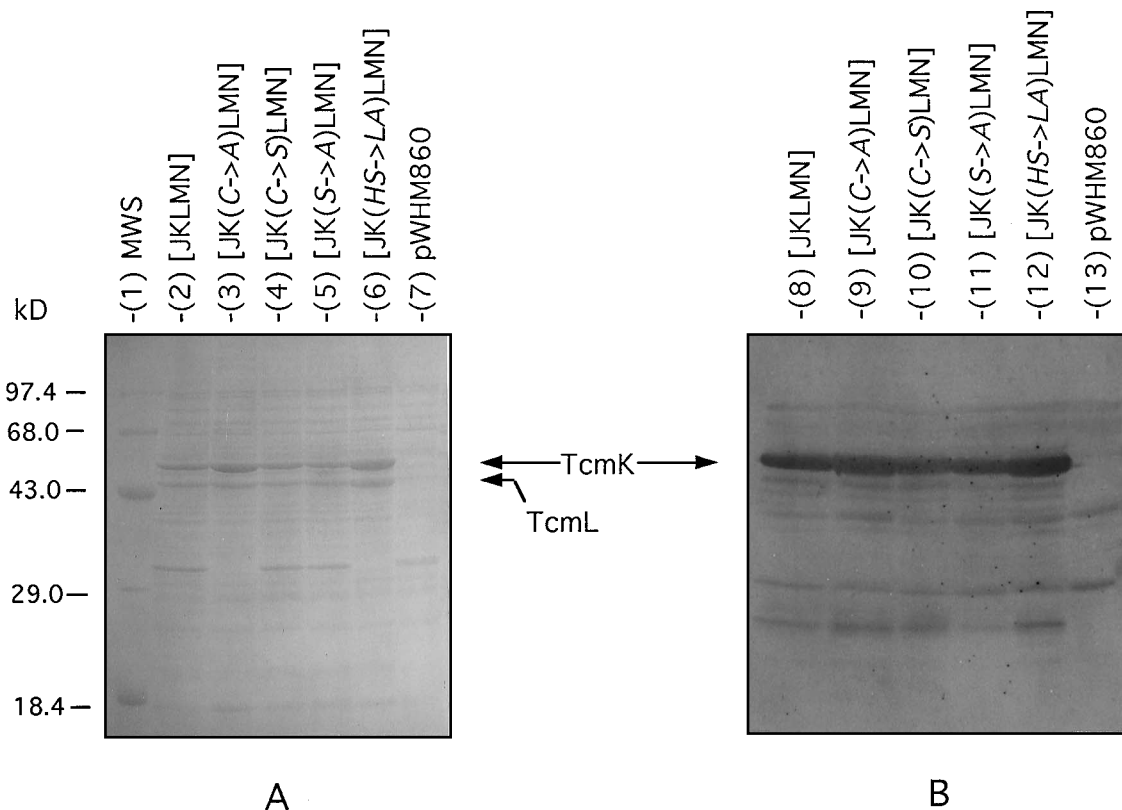 kD
-(1) MWS
-(2) [JKLMN]
-(3) [JK(C->A)LMN]
-(4) [JK(C->S)LMN]
-(5) [JK(S->A)LMN]
-(6) [JK(HS->LA)LMN]
-(7) pWHM860
-(8) [JKLMN]
-(9) [JK(C->A)LMN]
-(10) [JK(C->S)LMN]
-(11) [JK(S->A)LMN]
-(12) [JK(HS->LA)LMN]
-(13) pWHM860
97.4 –
68.0 –
43.0 –
29.0 –
18.4 –
TcmK
TcmL
A
B